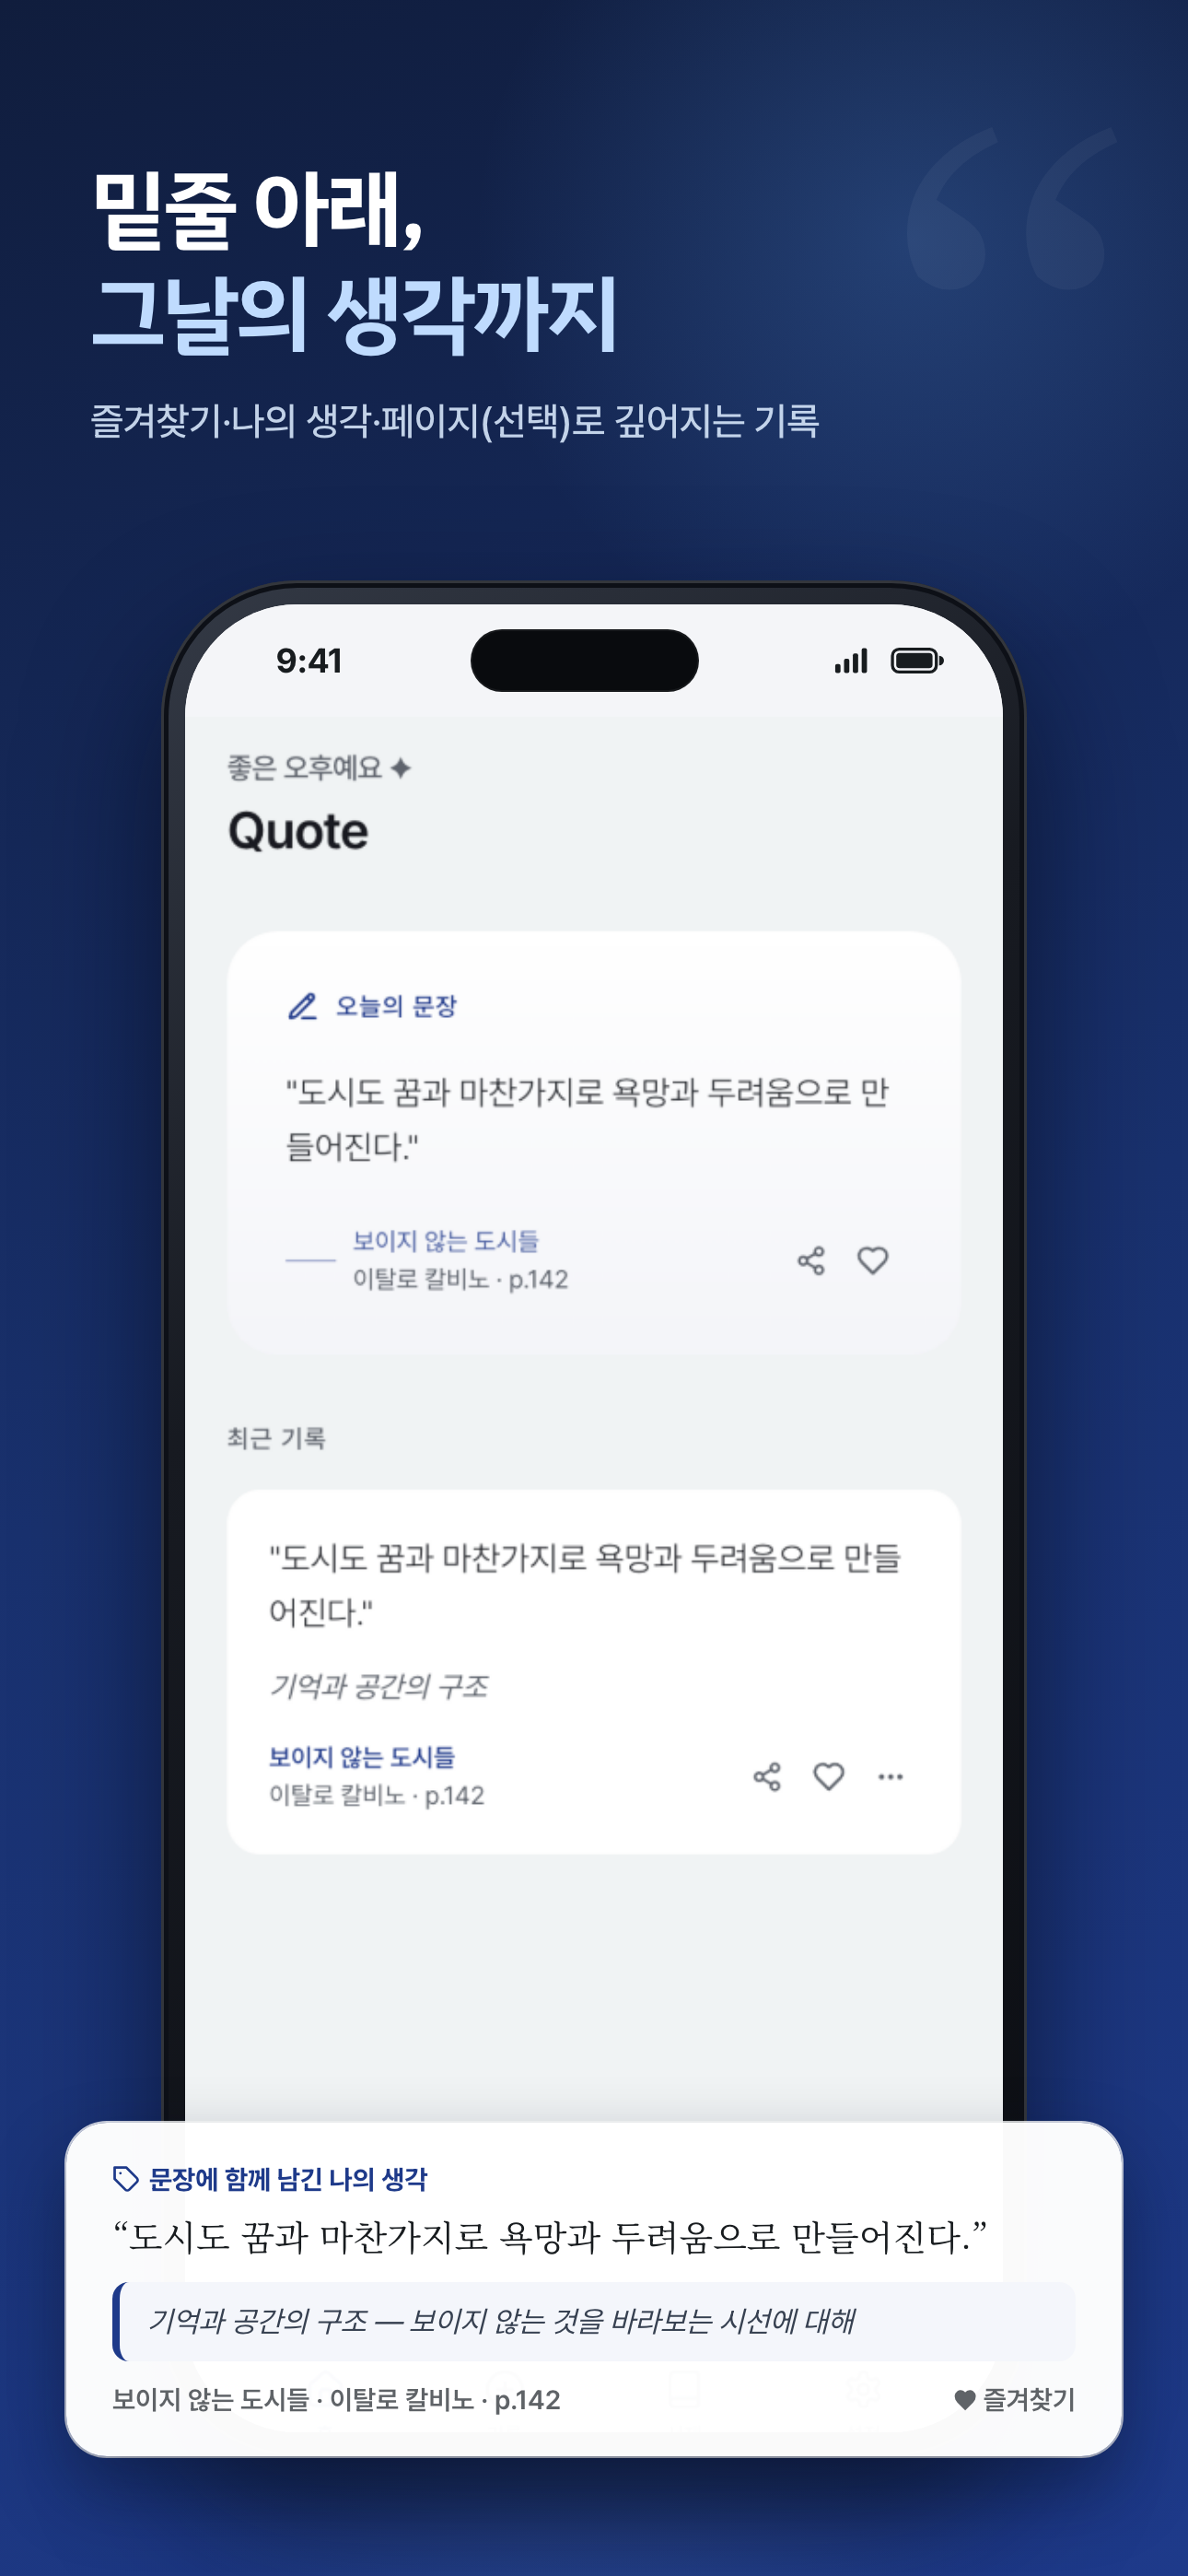 밑줄 아래,
그날의 생각까지
즐겨찾기·나의 생각·페이지(선택)로 깊어지는 기록
9:41
좋은 오후예요 ✦
Quote
오늘의 문장
"도시도 꿈과 마찬가지로 욕망과 두려움으로 만
들어진다."
보이지 않는 도시들
이탈로 칼비노 · p.142
최근 기록
"도시도 꿈과 마찬가지로 욕망과 두려움으로 만들
어진다."
기억과 공간의 구조
보이지 않는 도시들
이탈로 칼비노 · p.142
문장에 함께 남긴 나의 생각
“도시도 꿈과 마찬가지로 욕망과 두려움으로 만들어진다.”
기억과 공간의 구조 — 보이지 않는 것을 바라보는 시선에 대해
보이지 않는 도시들 · 이탈로 칼비노 · p.142
♥ 즐겨찾기